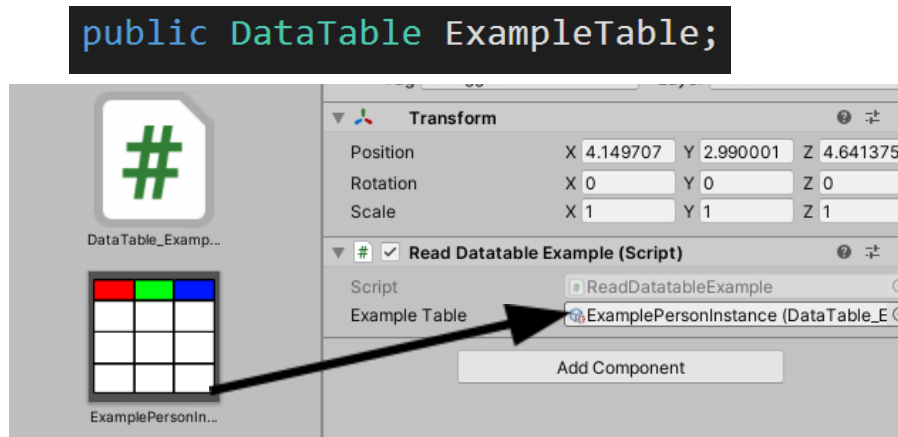 public DataTable ExampleTable;
Transform
Position X 4.149707 Y 2.990001 Z 4.641375
Rotation X 0 Y 0 Z 0
Scale X 1 Y 1 Z 1
DataTable_Examp...
# Read Datatable Example (Script)
Script # ReadDatatableExample
Example Table ExamplePersonInstance (DataTable_E
Add Component
ExamplePersonIn...